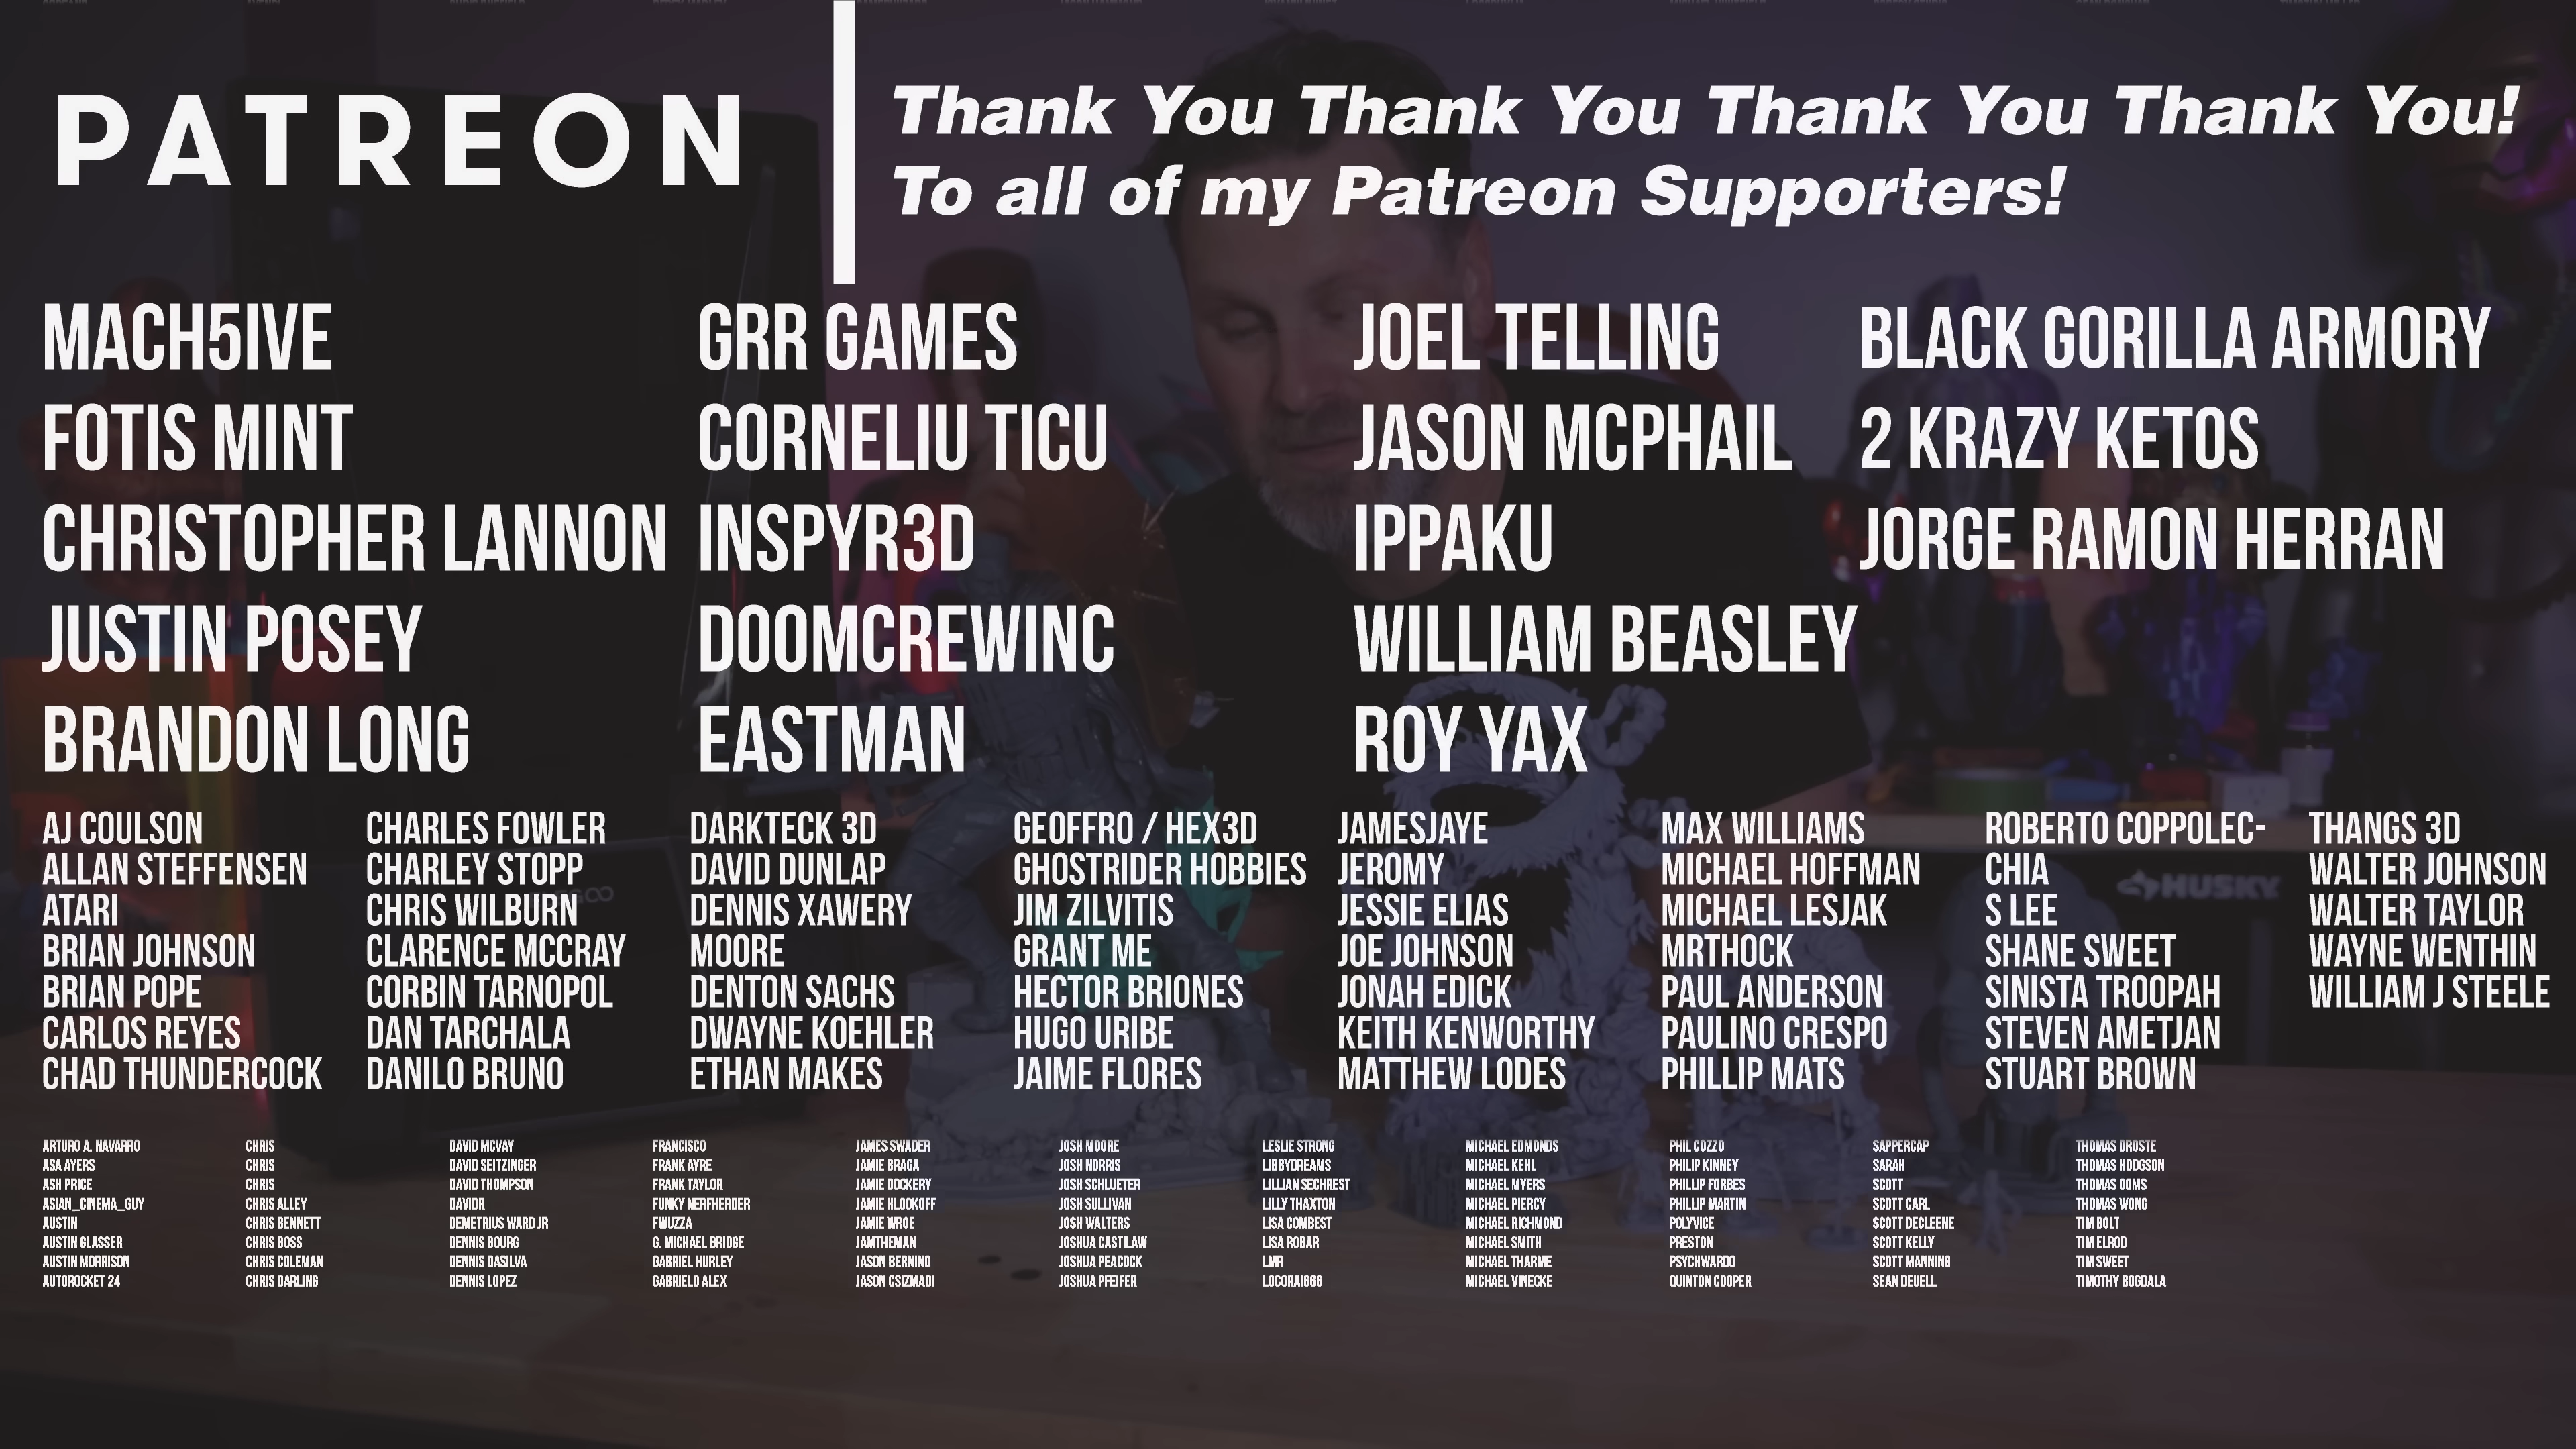 PATREON
Thank You Thank You Thank You Thank You!
To all of my Patreon Supporters!
MACH5IVE
FOTIS MINT
CHRISTOPHER LANNON
JUSTIN POSEY
BRANDON LONG
GRR GAMES
CORNELIU TICU
INSPYR3D
DOOMCREWINC
EASTMAN
JOEL TELLING
JASON MCPHAIL
IPPAKU
WILLIAM BEASLEY
ROY YAX
BLACK GORILLA ARMORY
2 KRAZY KETOS
JORGE RAMON HERRAN
AJ COULSON
ALLAN STEFFENSEN
ATARI
BRIAN JOHNSON
BRIAN POPE
CARLOS REYES
CHAD THUNDERCOCK
CHARLES FOWLER
CHARLEY STOPP
CHRIS WILBURN
CLARENCE MCCRAY
CORBIN TARNOPOL
DAN TARCHALA
DANILO BRUNO
DARKTECK 3D
DAVID DUNLAP
DENNIS XAWERY
MOORE
DENTON SACHS
DWAYNE KOEHLER
ETHAN MAKES
GEOFFRO / HEX3D
GHOSTRIDER HOBBIES
JIM ZILVITIS
GRANT ME
HECTOR BRIONES
HUGO URIBE
JAIME FLORES
JAMESJAYE
JEROMY
JESSIE ELIAS
JOE JOHNSON
JONAH EDICK
KEITH KENWORTHY
MATTHEW LODES
MAX WILLIAMS
MICHAEL HOFFMAN
MICHAEL LESJAK
MRTHOCK
PAUL ANDERSON
PAULINO CRESPO
PHILLIP MATS
ROBERTO COPPOLEC-
CHIA
S LEE
SHANE SWEET
SINISTA TROOPAH
STEVEN AMETJAN
STUART BROWN
THANGS 3D
WALTER JOHNSON
WALTER TAYLOR
WAYNE WENTHIN
WILLIAM J STEELE
HUSKY
ARTURO A. NAVARRO
ASA AYERS
ASH PRICE
ASIAN_CINEMA_GUY
AUSTIN
AUSTIN GLASSER
AUSTIN MORRISON
AUTOROCKET 24
CHRIS
CHRIS
CHRIS
CHRIS ALLEY
CHRIS BENNETT
CHRIS BOSS
CHRIS COLEMAN
CHRIS DARLING
DAVID MCVAY
DAVID SEITZINGER
DAVID THOMPSON
DAVIDR
DEMETRIUS WARD JR
DENNIS BOURG
DENNIS DASILVA
DENNIS LOPEZ
FRANCISCO
FRANK AYRE
FRANK TAYLOR
FUNKY NERFHERDER
FWUZZA
G. MICHAEL BRIDGE
GABRIEL HURLEY
GABRIELD ALEX
JAMES SWADER
JAMIE BRAGA
JAMIE DOCKERY
JAMIE HLOOKOFF
JAMIE WROE
JAMTHEMAN
JASON BERNING
JASON CSIZMADI
JOSH MOORE
JOSH NORRIS
JOSH SCHLUETER
JOSH SULLIVAN
JOSH WALTERS
JOSHUA CASTILAW
JOSHUA PEACOCK
JOSHUA PFEIFER
LESLIE STRONG
LIBBYDREAMS
LILLIAN SECHREST
LILLY THAXTON
LISA COMBEST
LISA ROBAR
LMR
LOCORAI666
MICHAEL EDMONDS
MICHAEL KEHL
MICHAEL MYERS
MICHAEL PIERCY
MICHAEL RICHMOND
MICHAEL SMITH
MICHAEL THARME
MICHAEL VINECKE
PHIL COZZO
PHILIP KINNEY
PHILLIP FORBES
PHILLIP MARTIN
POLYVICE
PRESTON
PSYCHWARDO
QUINTON COOPER
SAPPERCAP
SARAH
SCOTT
SCOTT CARL
SCOTT DECLEENE
SCOTT KELLY
SCOTT MANNING
SEAN DEUELL
THOMAS DROSTE
THOMAS HODGSON
THOMAS OOMS
THOMAS WONG
TIM BOLT
TIM ELROD
TIM SWEET
TIMOTHY BOGDALA